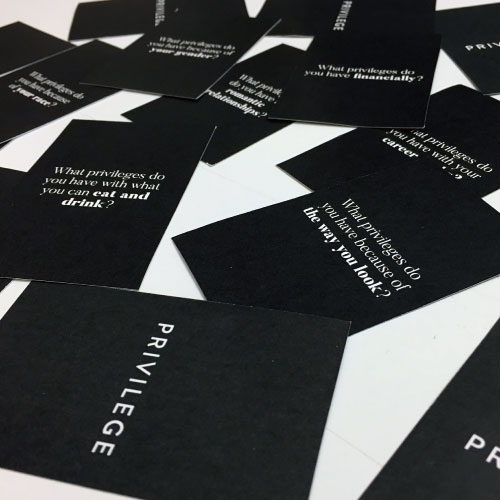 PRIVILEGE
PRIV
What privileges do
you have because of
your gender?
What privileges do
you have financially?
What privileges do
you have because
of your race?
What privile
do you have
romantic
relationships?
What privileges do
you have with your
career
?
What privileges do
you have with what
you can eat and
drink?
What privileges do
you have because of
the way you look?
PRIVILEGE
PR